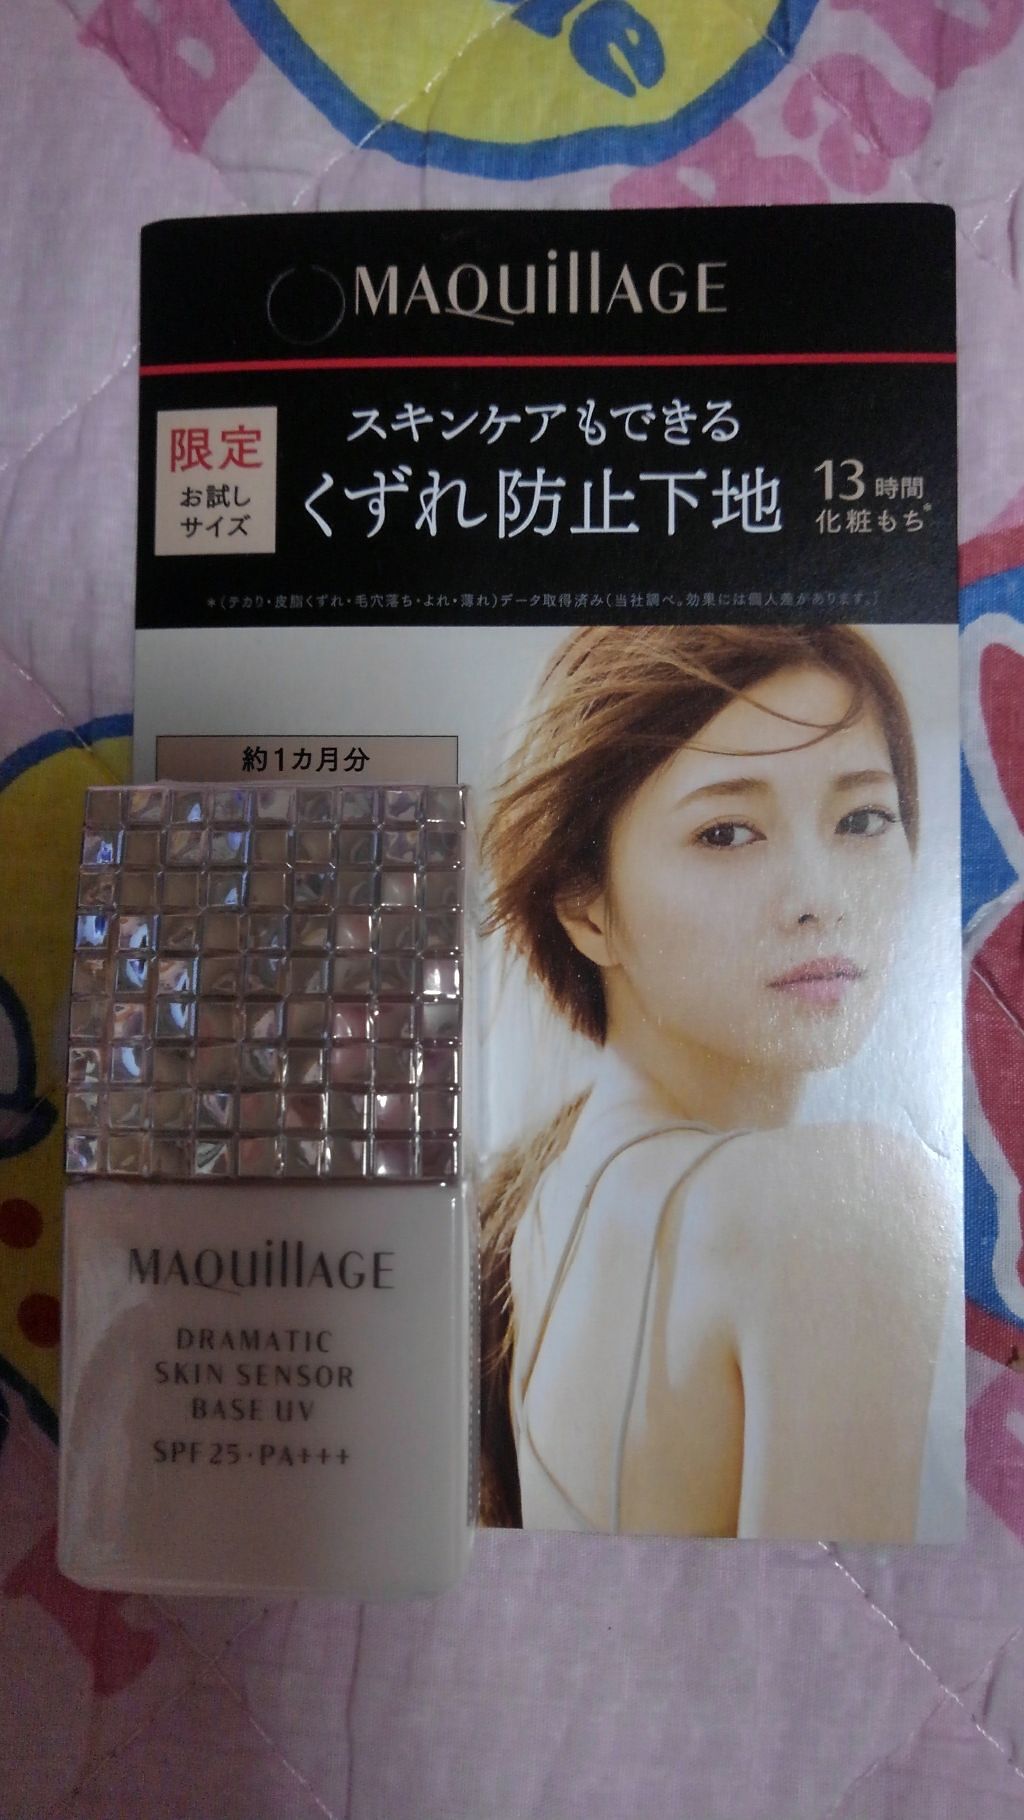 MAQuillAGE
限定
お試し
サイズ
スキンケアもできる
くずれ防止下地
13時間
化粧もち*
*(テカリ・皮脂くずれ・毛穴落ち・よれ・薄れ)データ取得済み(当社調べ。効果には個人差があります。)
約1カ月分
MAQuillAGE
DRAMATIC
SKIN SENSOR
BASE UV
SPF25・PA+++